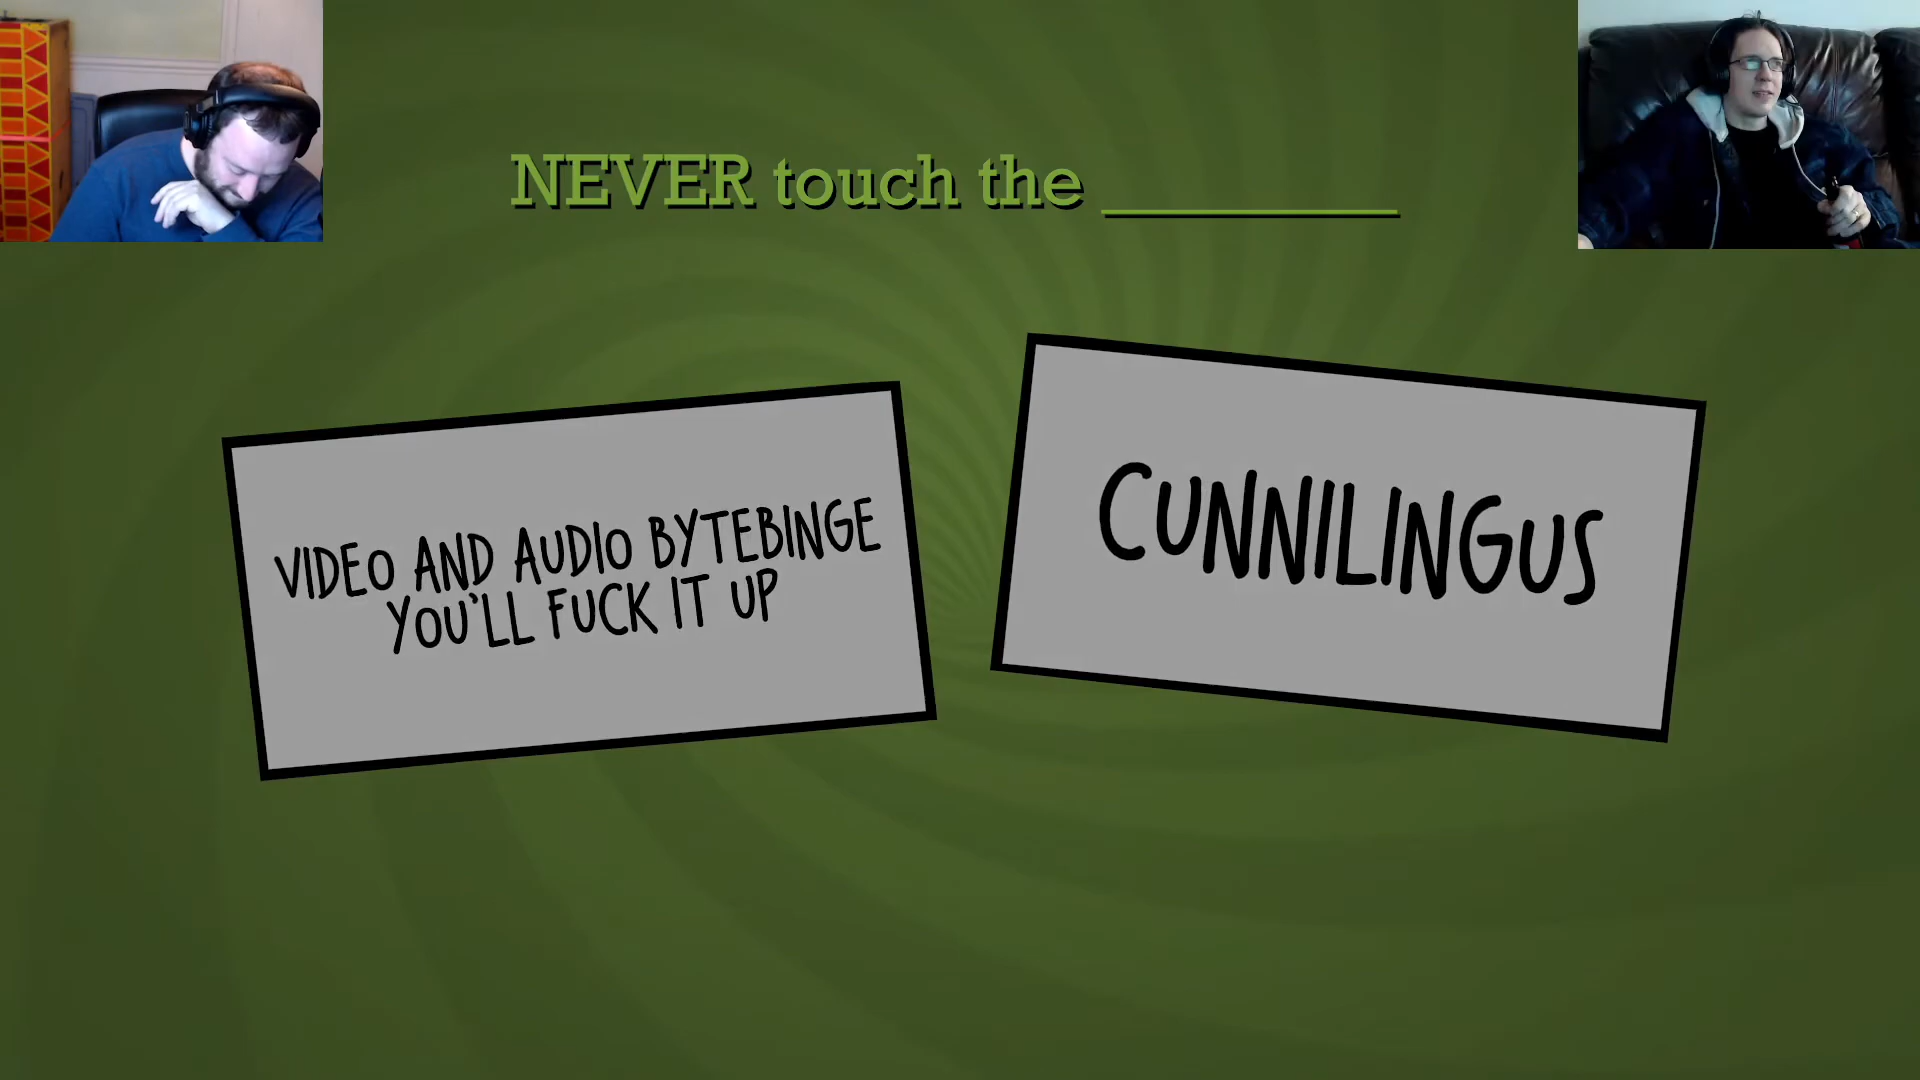 NEVER touch the ________
VIDEO AND AUDIO BYTEBINGE
YOU'LL FUCK IT UP
CUNNILINGUS